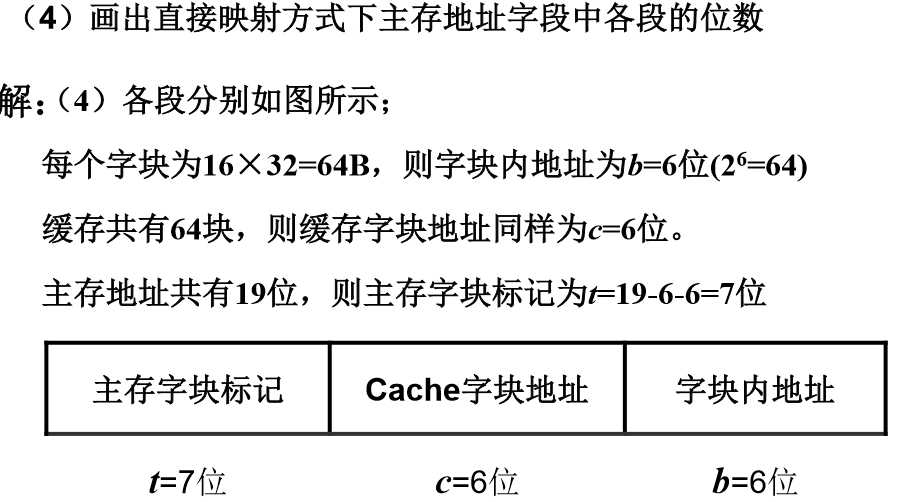 （4）画出直接映射方式下主存地址字段中各段的位数
解：（4）各段分别如图所示；
每个字块为16×32=64B，则字块内地址为b=6位(2⁶=64)
缓存共有64块，则缓存字块地址同样为c=6位。
主存地址共有19位，则主存字块标记为t=19-6-6=7位
主存字块标记 Cache字块地址 字块内地址
t=7位 c=6位 b=6位